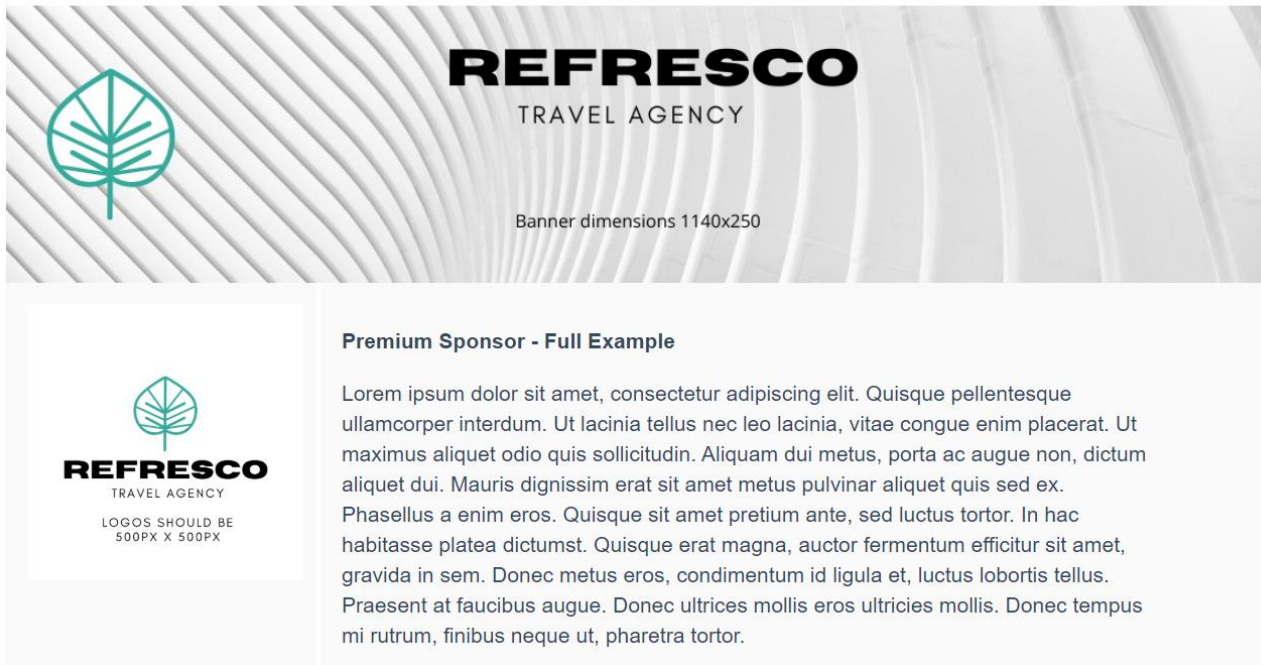 REFRESCO
TRAVEL AGENCY
Banner dimensions 1140x250
REFRESCO
TRAVEL AGENCY
LOGOS SHOULD BE
500PX X 500PX
Premium Sponsor - Full Example
Lorem ipsum dolor sit amet, consectetur adipiscing elit. Quisque pellentesque
ullamcorper interdum. Ut lacinia tellus nec leo lacinia, vitae congue enim placerat. Ut
maximus aliquet odio quis sollicitudin. Aliquam dui metus, porta ac augue non, dictum
aliquet dui. Mauris dignissim erat sit amet metus pulvinar aliquet quis sed ex.
Phasellus a enim eros. Quisque sit amet pretium ante, sed luctus tortor. In hac
habitasse platea dictumst. Quisque erat magna, auctor fermentum efficitur sit amet,
gravida in sem. Donec metus eros, condimentum id ligula et, luctus lobortis tellus.
Praesent at faucibus augue. Donec ultrices mollis eros ultricies mollis. Donec tempus
mi rutrum, finibus neque ut, pharetra tortor.